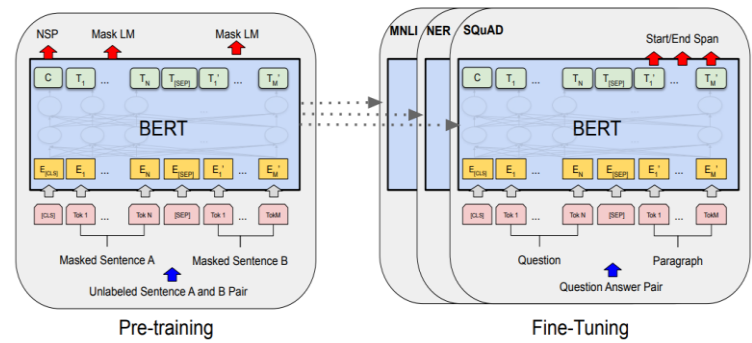 NSP Mask LM Mask LM
C T1 ... TN T[SEP] T1' ... TM'
BERT
E[CLS] E1 ... EN E[SEP] E1' ... EM'
[CLS] Tok 1 ... Tok N [SEP] Tok 1 ... TokM
Masked Sentence A Masked Sentence B
Unlabeled Sentence A and B Pair
Pre-training
MNLI NER SQuAD
Start/End Span
C T1 ... TN T[SEP] T1' ... TM'
BERT
E[CLS] E1 ... EN E[SEP] E1' ... EM'
[CLS] Tok 1 ... Tok N [SEP] Tok 1 ... TokM
Question Paragraph
Question Answer Pair
Fine-Tuning